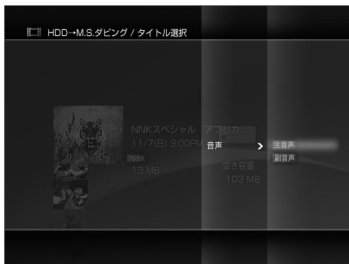 HDD→M.S.ダビング / タイトル選択
NNKスペシャル アフリカ...
11/7(日) 9:00PM
音声
主音声
副音声
13 MB
空き容量
103 MB